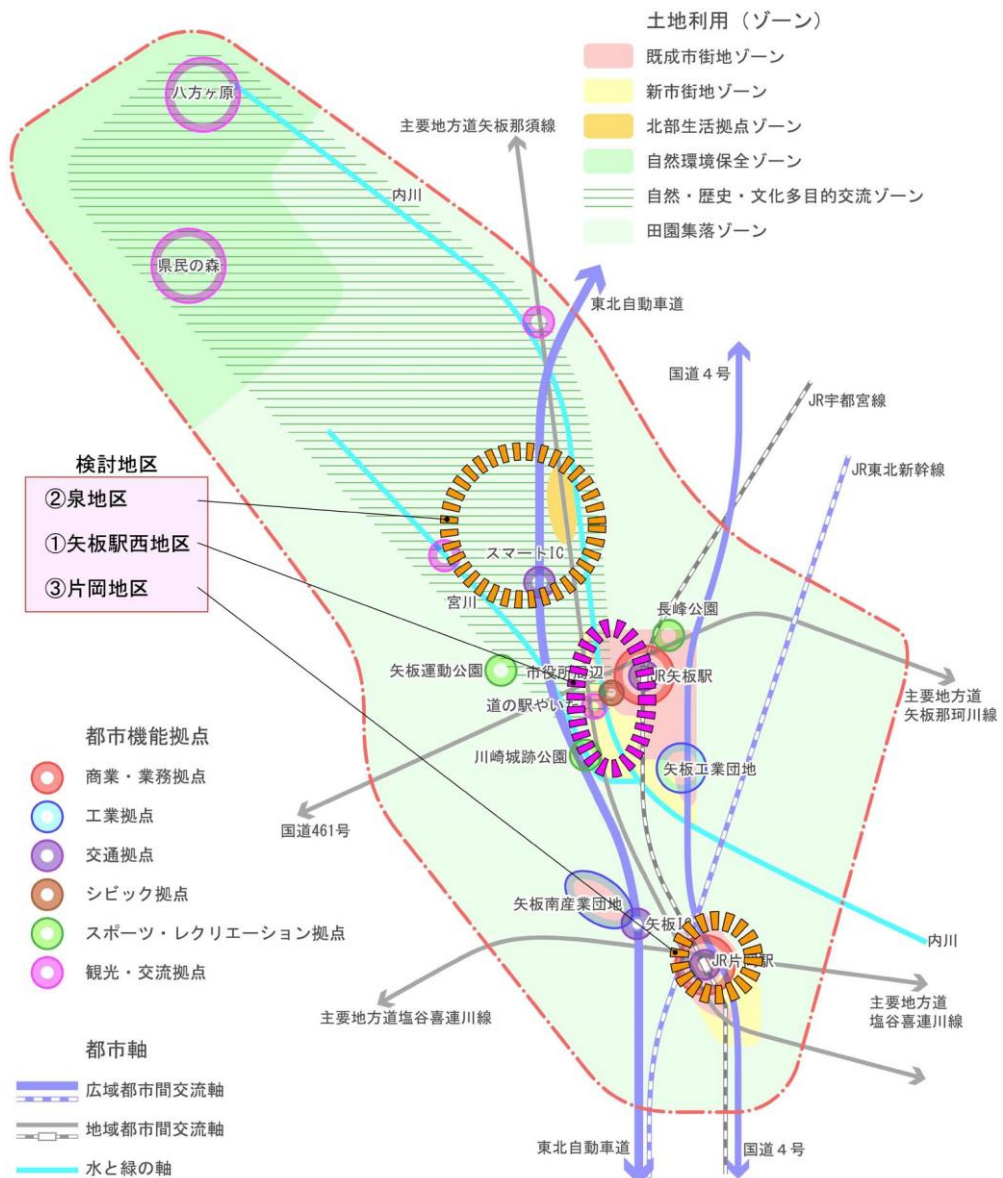 土地利用（ゾーン）
既成市街地ゾーン
新市街地ゾーン
北部生活拠点ゾーン
自然環境保全ゾーン
自然・歴史・文化多目的交流ゾーン
田園集落ゾーン
八方ヶ原
主要地方道矢板那須線
内川
県民の森
東北自動車道
国道４号
JR宇都宮線
JR東北新幹線
検討地区
②泉地区
①矢板駅西地区
③片岡地区
スマートIC
宮川
長峰公園
矢板運動公園
市役所周辺
JR矢板駅
道の駅やいた
主要地方道
矢板那珂川線
川崎城跡公園
矢板工業団地
国道461号
都市機能拠点
商業・業務拠点
工業拠点
交通拠点
シビック拠点
スポーツ・レクリエーション拠点
観光・交流拠点
矢板南産業団地
矢板IC
JR片岡駅
内川
主要地方道塩谷喜連川線
主要地方道
塩谷喜連川線
都市軸
広域都市間交流軸
地域都市間交流軸
水と緑の軸
東北自動車道
国道４号